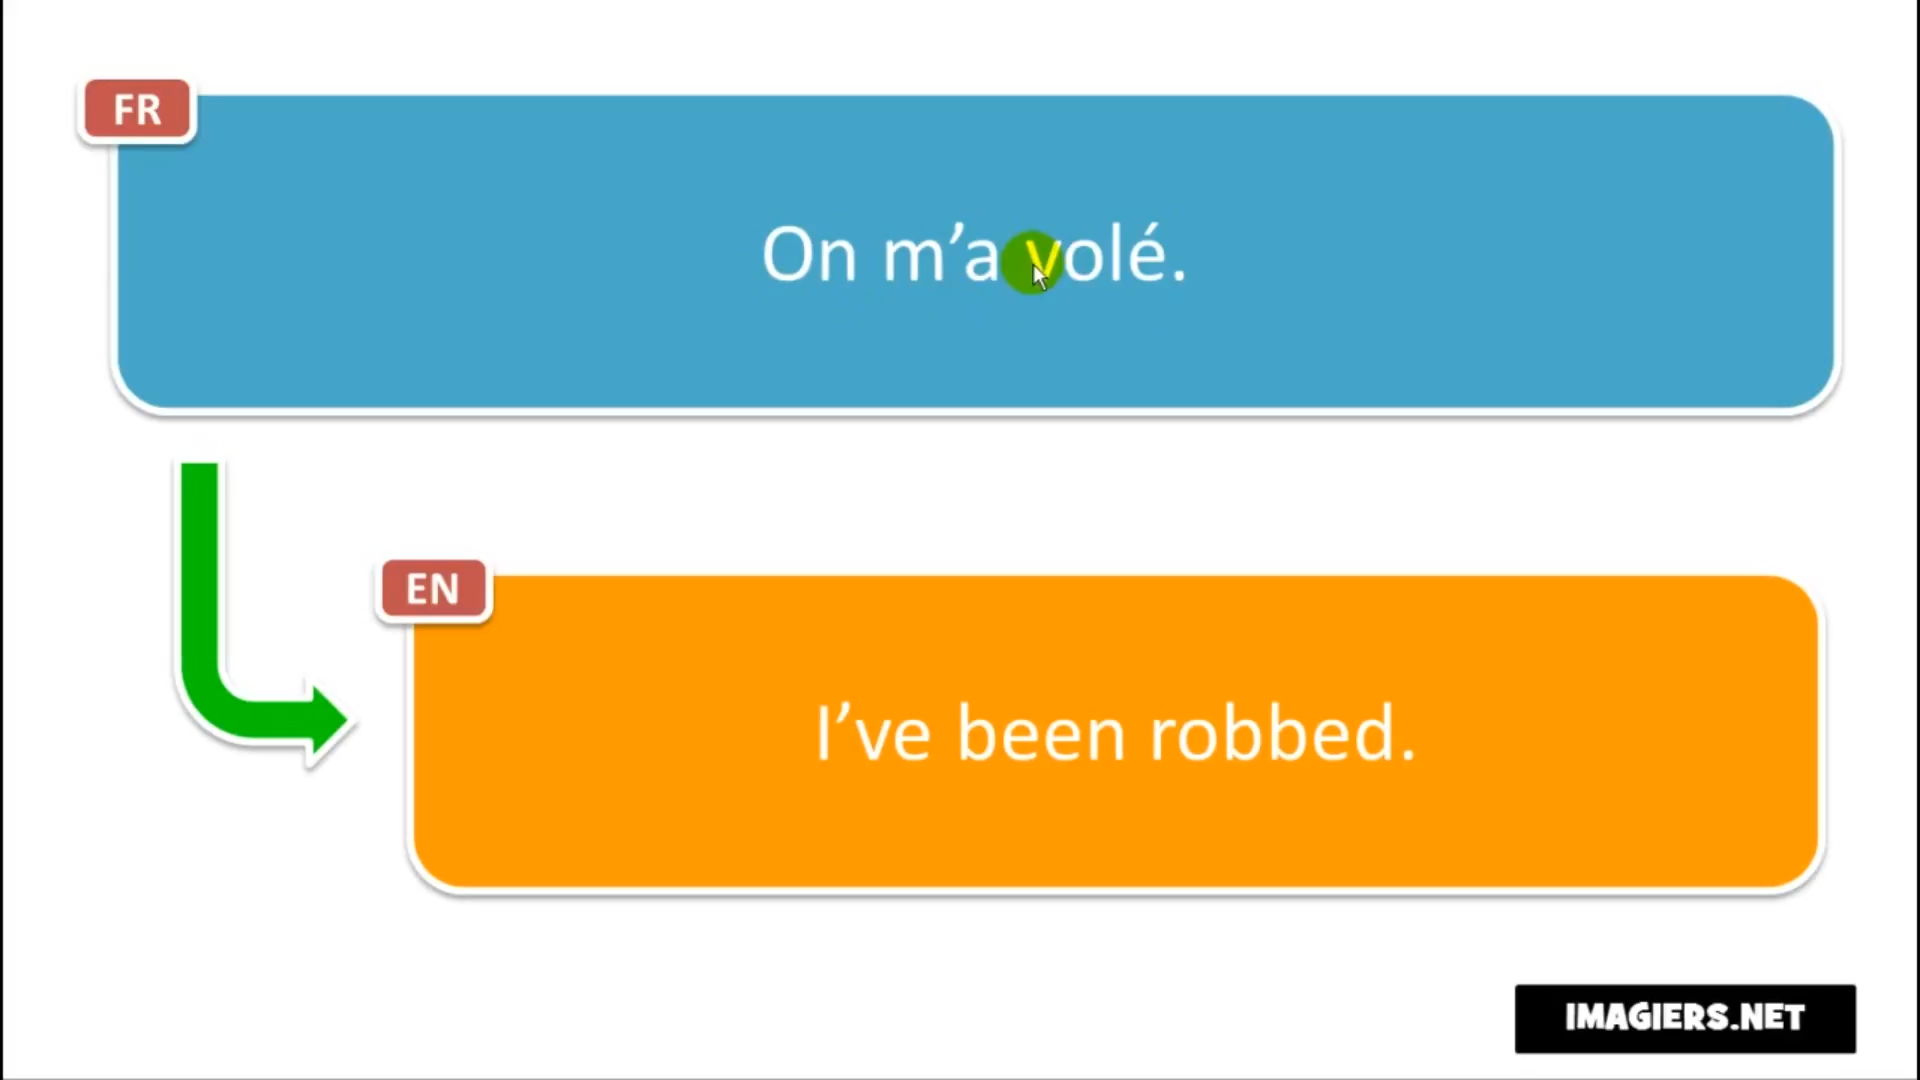 FR
On m’a volé.
EN
I’ve been robbed.
IMAGIERS.NET